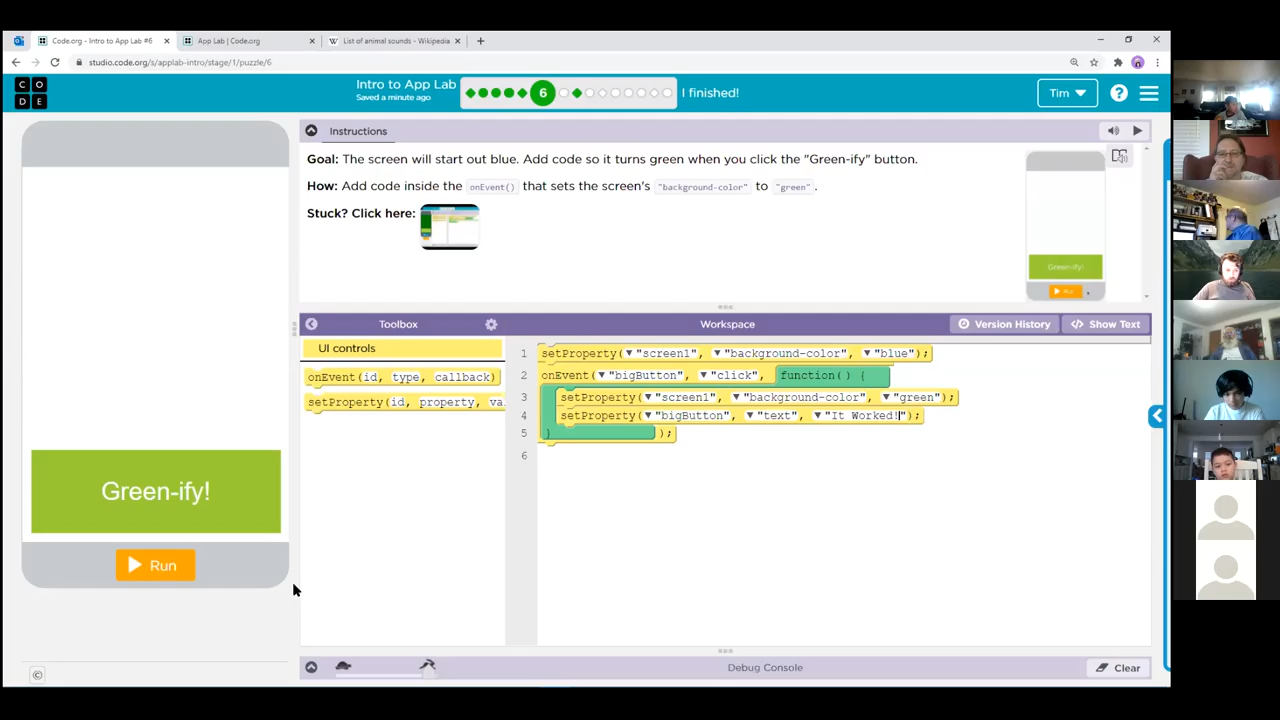 Code.org - Intro to App Lab #6
App Lab | Code.org
List of animal sounds - Wikipedia
studio.code.org/s/applab-intro/stage/1/puzzle/6
C O
D E
Intro to App Lab
Saved a minute ago
6
I finished!
Tim
?
Instructions
Goal: The screen will start out blue. Add code so it turns green when you click the "Green-ify" button.
How: Add code inside the onEvent() that sets the screen's "background-color" to "green".
Stuck? Click here:
Green-ify!
Run
Toolbox
Workspace
Version History
</> Show Text
UI controls
onEvent(id, type, callback)
setProperty(id, property, va
1 setProperty("screen1", "background-color", "blue");
2 onEvent("bigButton", "click", function() {
3 setProperty("screen1", "background-color", "green");
4 setProperty("bigButton", "text", "It Worked!");
5 } );
6
Green-ify!
Run
Debug Console
Clear
©